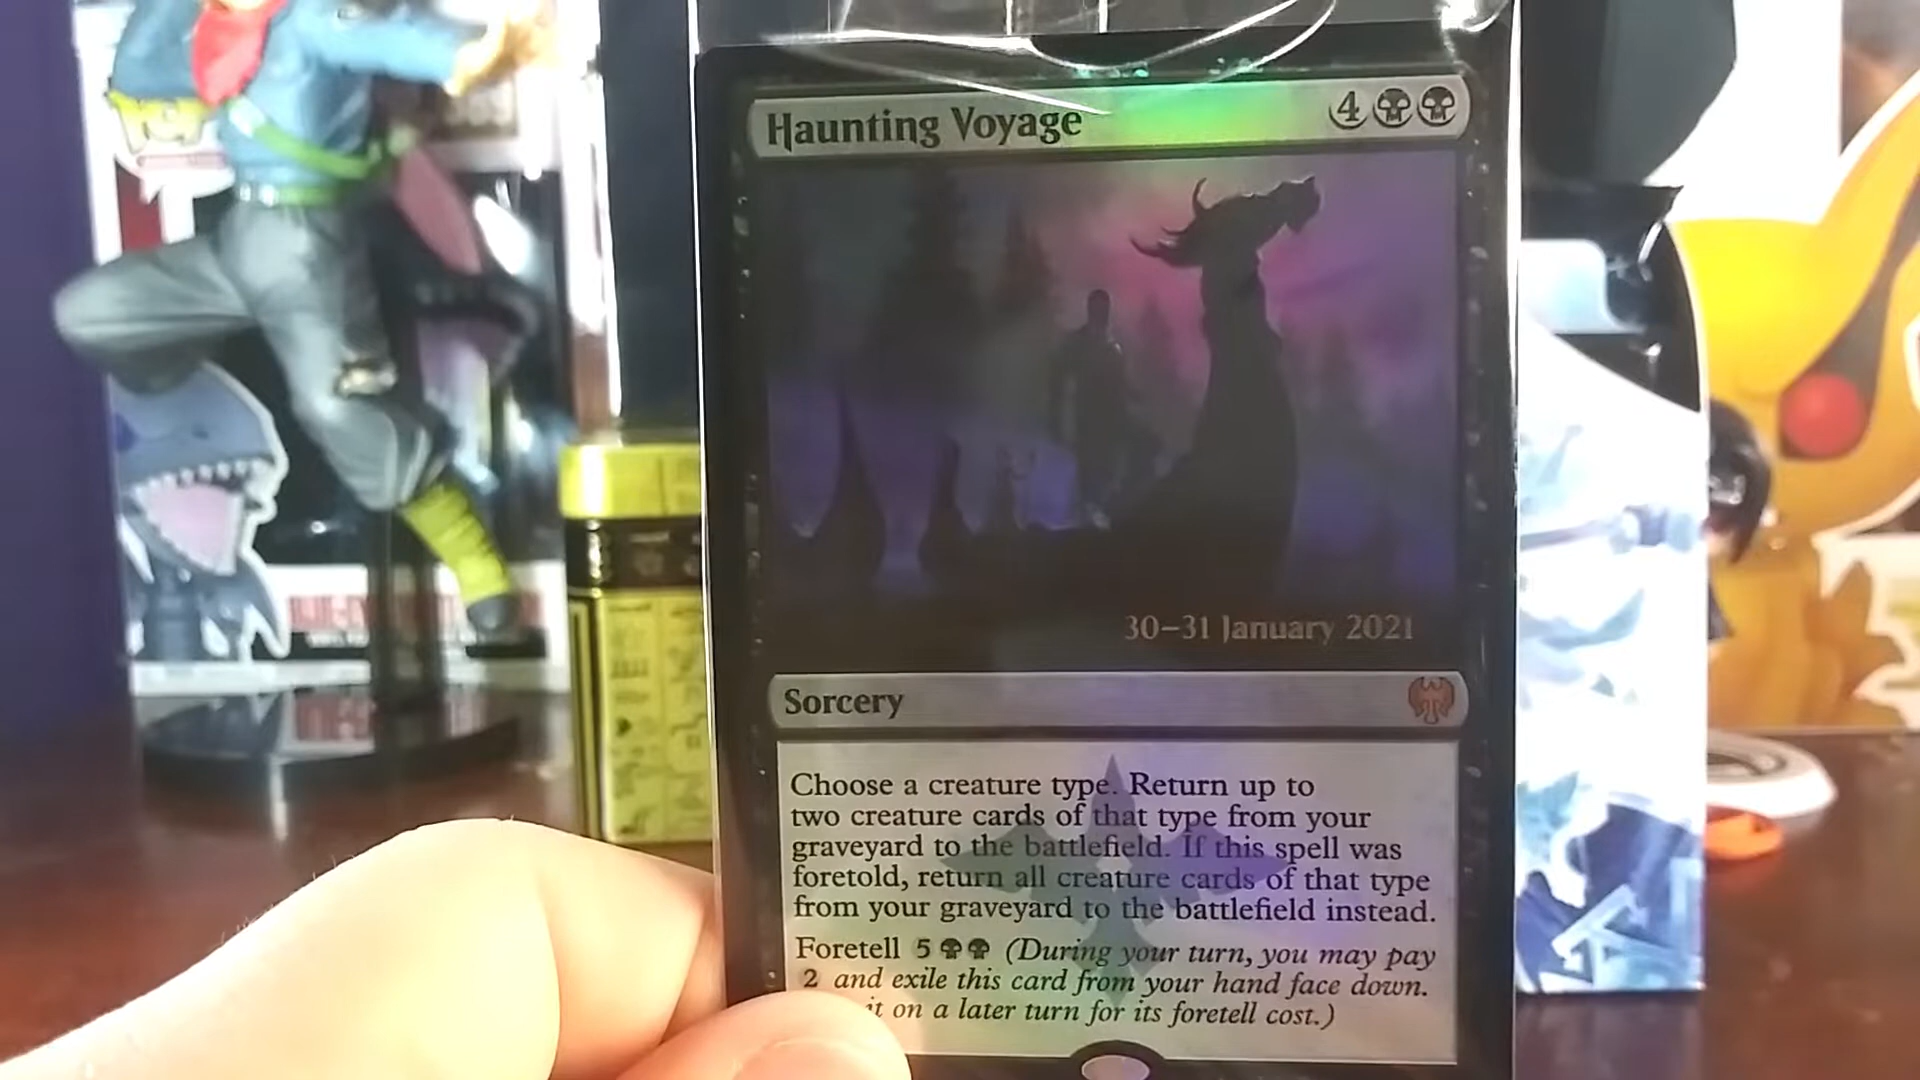 Haunting Voyage 4
30–31 January 2021
Sorcery
Choose a creature type. Return up to
two creature cards of that type from your
graveyard to the battlefield. If this spell was
foretold, return all creature cards of that type
from your graveyard to the battlefield instead.
Foretell 5 (During your turn, you may pay
2 and exile this card from your hand face down.
it on a later turn for its foretell cost.)